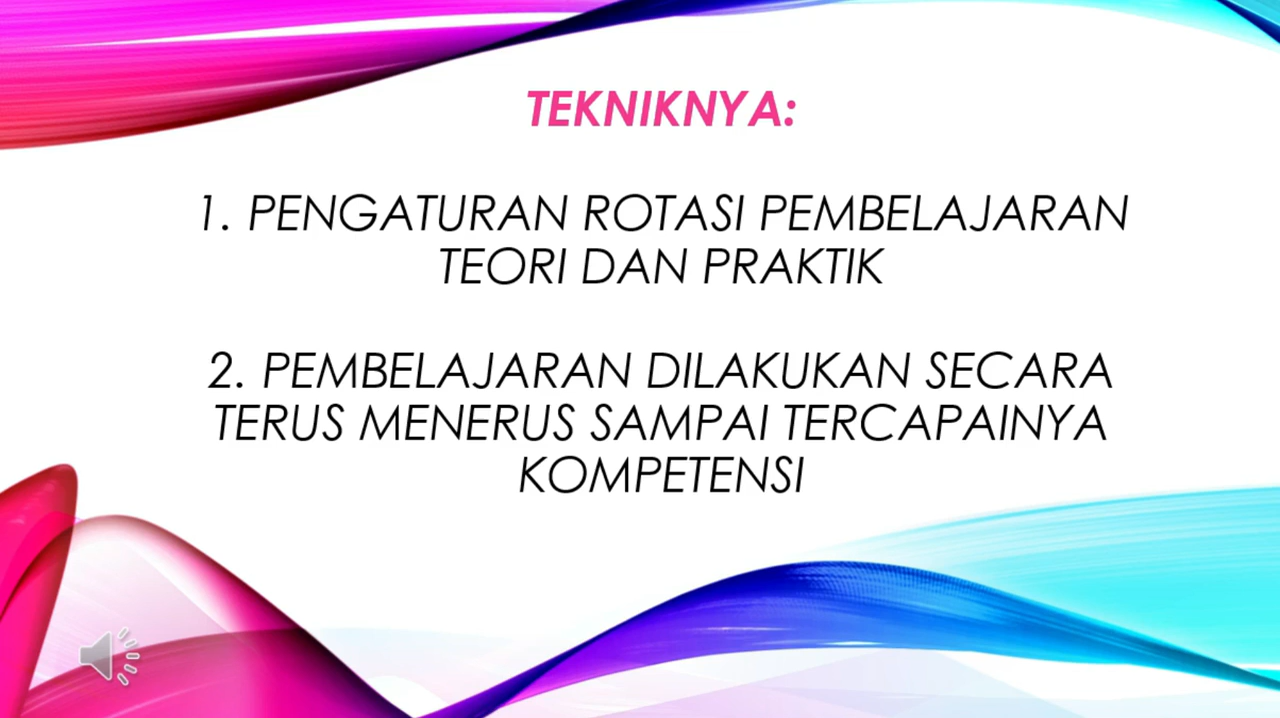 TEKNIKNYA:
1. PENGATURAN ROTASI PEMBELAJARAN
TEORI DAN PRAKTIK
2. PEMBELAJARAN DILAKUKAN SECARA
TERUS MENERUS SAMPAI TERCAPAINYA
KOMPETENSI